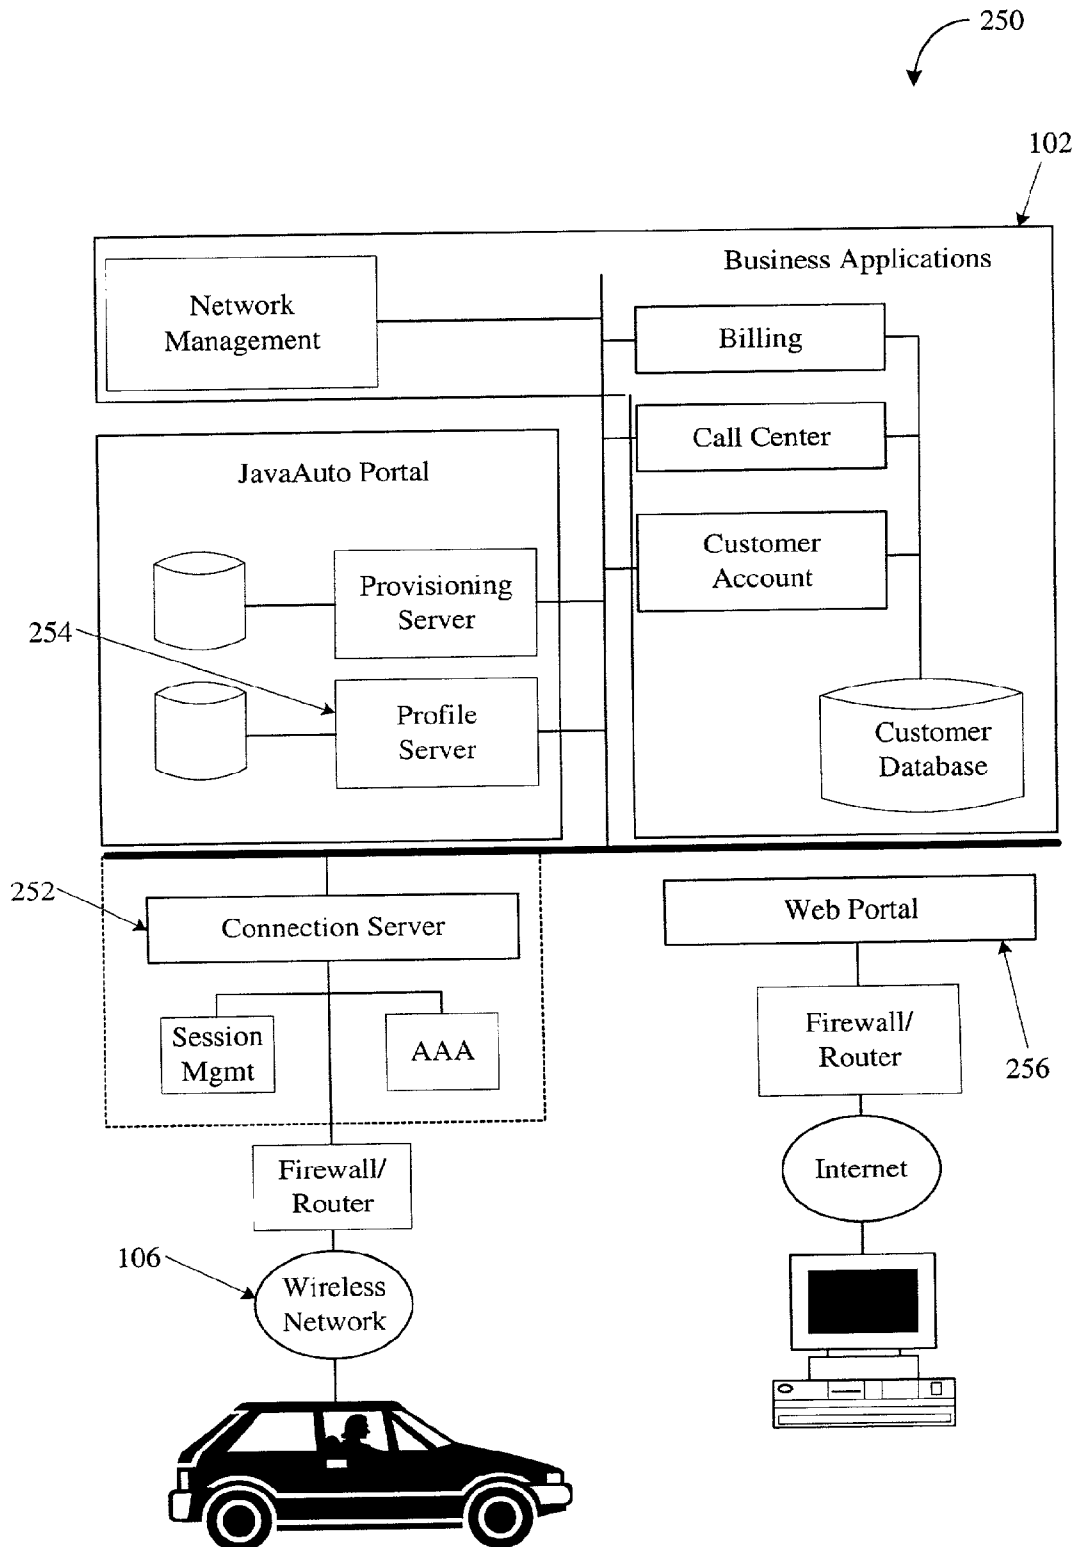 250
102
Business Applications
Network
Management
Billing
Call Center
JavaAuto Portal
Customer
Account
Provisioning
Server
254
Profile
Server
Customer
Database
252
Connection Server
Web Portal
Session
Mgmt
AAA
Firewall/
Router
256
Firewall/
Router
Internet
106
Wireless
Network